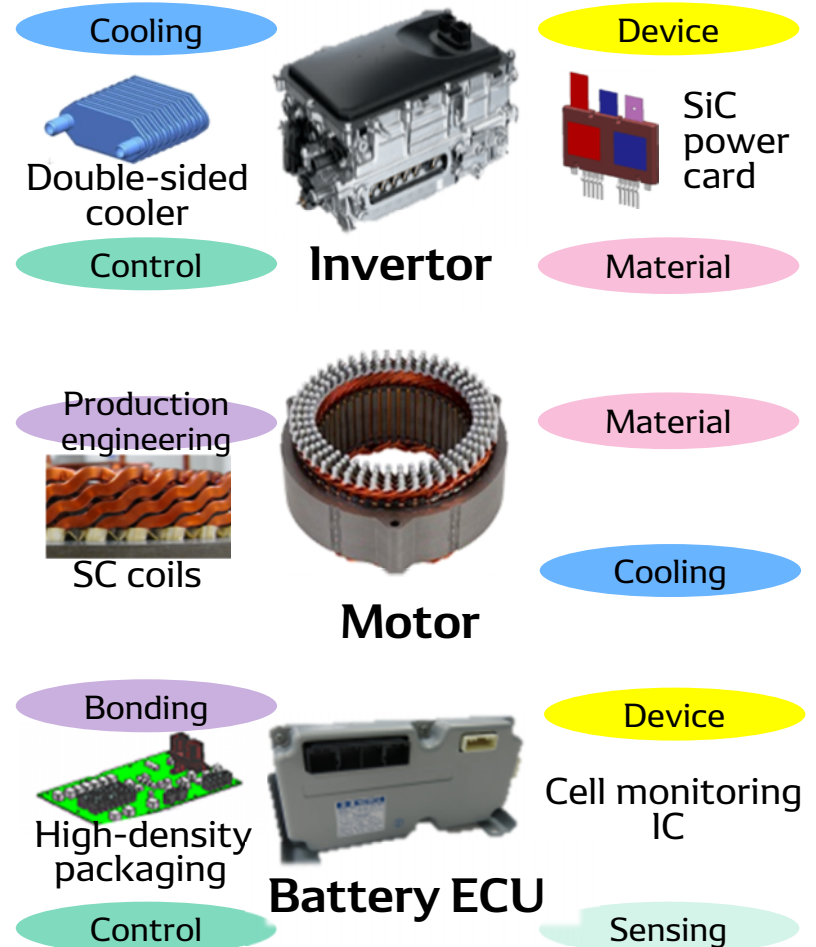 Cooling
Device
SiC
power
card
Double-sided
cooler
Invertor
Control
Material
Production
engineering
Material
SC coils
Cooling
Motor
Bonding
Device
Cell monitoring
IC
High-density
packaging
Battery ECU
Control
Sensing